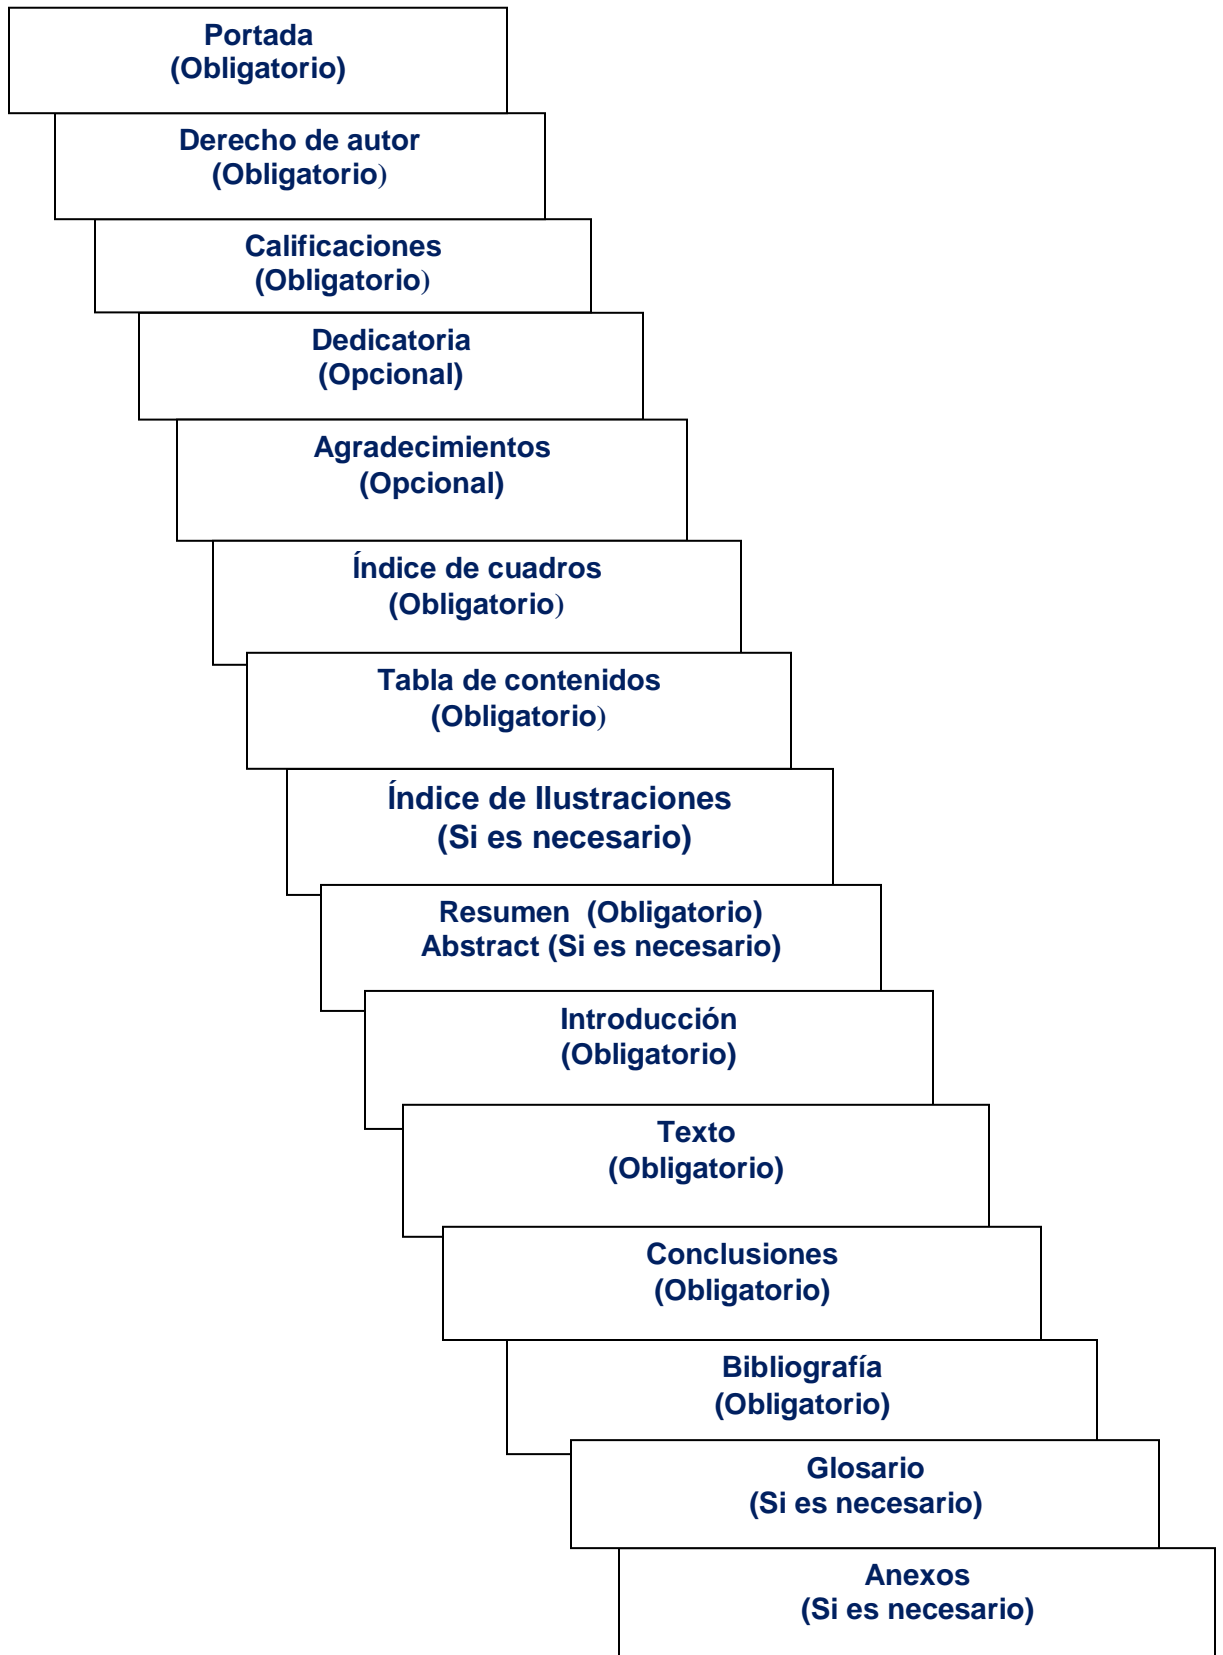 Portada
(Obligatorio)
Derecho de autor
(Obligatorio)
Calificaciones
(Obligatorio)
Dedicatoria
(Opcional)
Agradecimientos
(Opcional)
Índice de cuadros
(Obligatorio)
Tabla de contenidos
(Obligatorio)
Índice de Ilustraciones
(Si es necesario)
Resumen (Obligatorio)
Abstract (Si es necesario)
Introducción
(Obligatorio)
Texto
(Obligatorio)
Conclusiones
(Obligatorio)
Bibliografía
(Obligatorio)
Glosario
(Si es necesario)
Anexos
(Si es necesario)